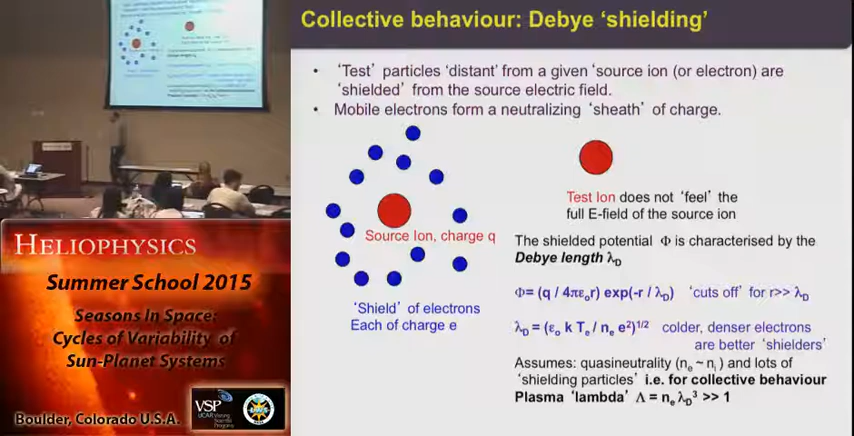 Collective behaviour: Debye ‘shielding’
• ‘Test’ particles ‘distant’ from a given ‘source ion (or electron) are
‘shielded’ from the source electric field.
• Mobile electrons form a neutralizing ‘sheath’ of charge.
Source Ion, charge q
‘Shield’ of electrons
Each of charge e
Test Ion does not ‘feel’ the
full E-field of the source ion
The shielded potential Φ is characterised by the
Debye length λD
Φ= (q / 4πεor) exp(-r / λD) ‘cuts off’ for r>> λD
λD = (εo k Te / ne e²)1/2 colder, denser electrons
are better ‘shielders’
Assumes: quasineutrality (ne ~ ni ) and lots of
‘shielding particles’ i.e. for collective behaviour
Plasma ‘lambda’ Λ = ne λD³ >> 1
HELIOPHYSICS
Summer School 2015
Seasons In Space:
Cycles of Variability of
Sun-Planet Systems
Boulder, Colorado U.S.A.
VSP
UCAR Visiting
Scientist
Programs